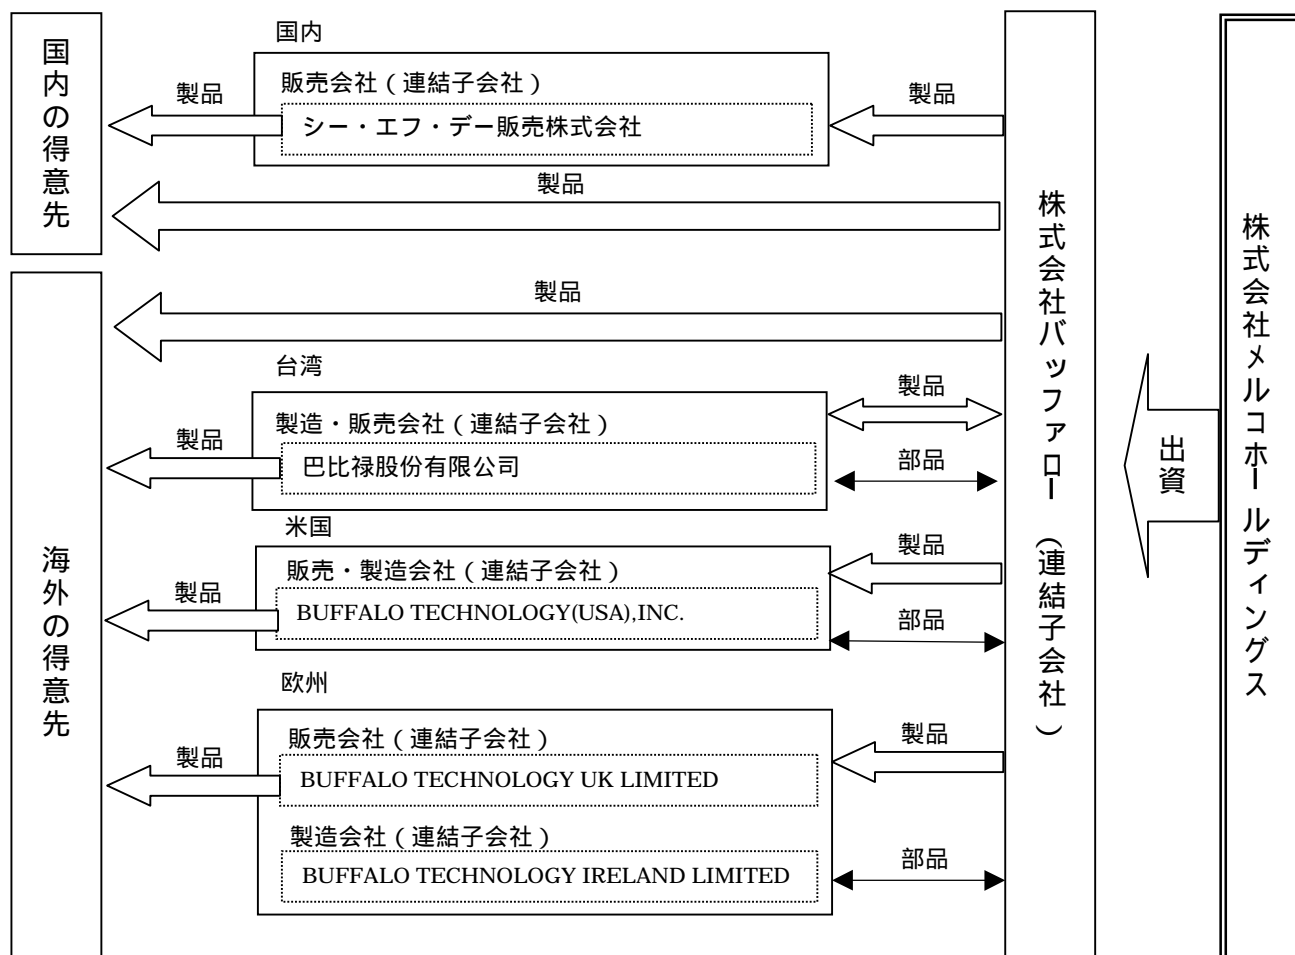 国内の得意先
国内
販売会社（連結子会社）
シー・エフ・デー販売株式会社
製品
製品
製品
海外の得意先
製品
台湾
製造・販売会社（連結子会社）
巴比禄股份有限公司
製品
製品
部品
米国
販売・製造会社（連結子会社）
BUFFALO TECHNOLOGY(USA),INC.
製品
製品
部品
欧州
販売会社（連結子会社）
BUFFALO TECHNOLOGY UK LIMITED
製造会社（連結子会社）
BUFFALO TECHNOLOGY IRELAND LIMITED
製品
製品
部品
株式会社バッファロー（連結子会社）
出資
株式会社メルコホールディングス